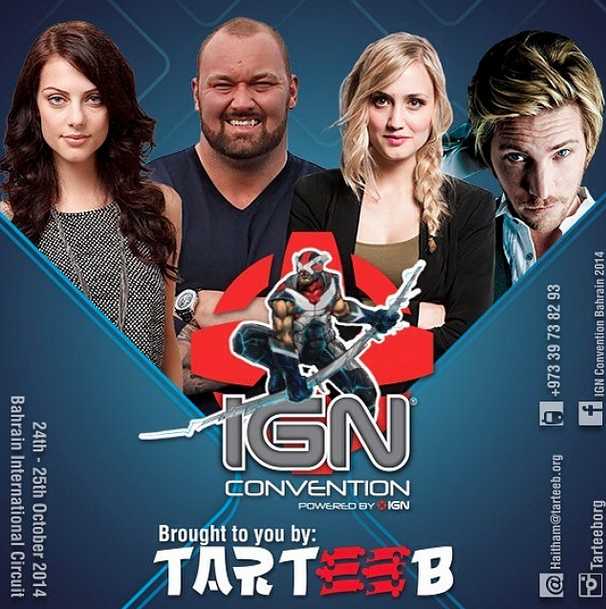 IGN
CONVENTION
POWERED BY IGN
Brought to you by:
TARTEEB
24th - 25th October 2014
Bahrain International Circuit
+973 39 73 82 93
IGN Convention Bahrain 2014
Haitham@tarteeb.org
Tarteeborg